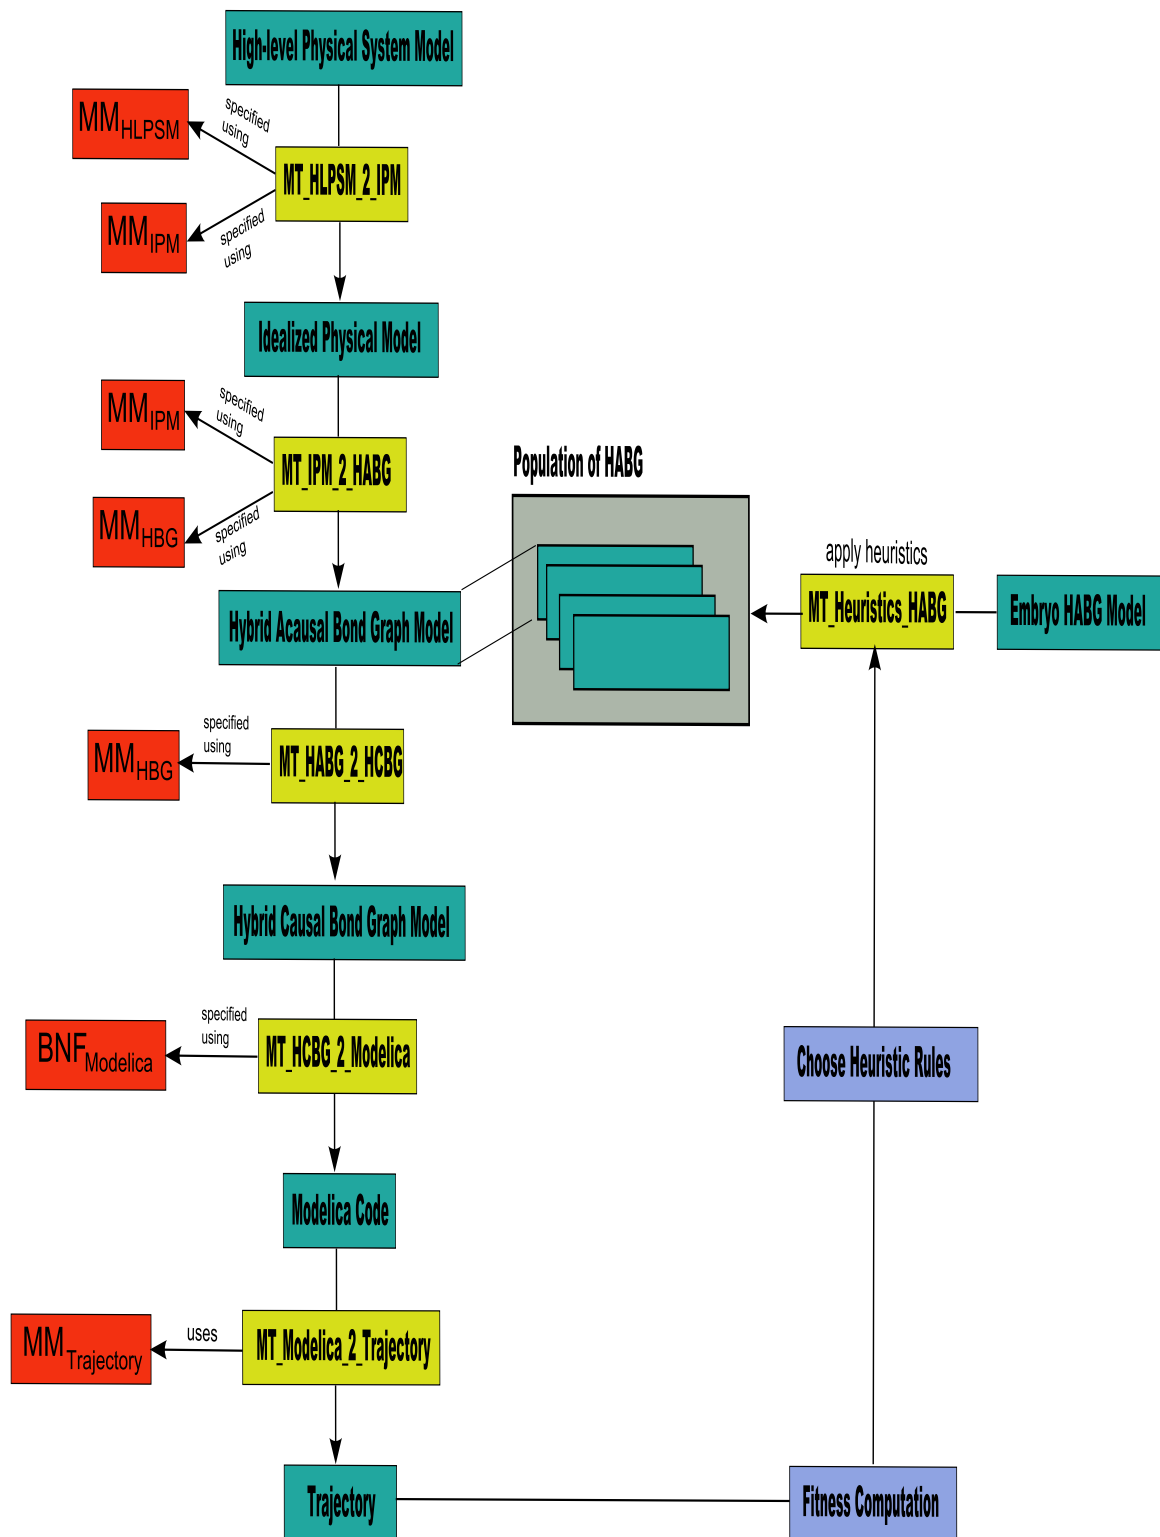 High-level Physical System Model
MM HLPSM
specified
using
MT_HLPSM_2_IPM
MM IPM
specified
using
Idealized Physical Model
MM IPM
specified
using
MT_IPM_2_HABG
MM HBG
specified
using
Population of HABG
Hybrid Acausal Bond Graph Model
apply heuristics
MT_Heuristics_HABG
Embryo HABG Model
MM HBG
specified
using
MT_HABG_2_HCBG
Hybrid Causal Bond Graph Model
BNF Modelica
specified
using
MT_HCBG_2_Modelica
Choose Heuristic Rules
Modelica Code
MM Trajectory
uses
MT_Modelica_2_Trajectory
Trajectory
Fitness Computation